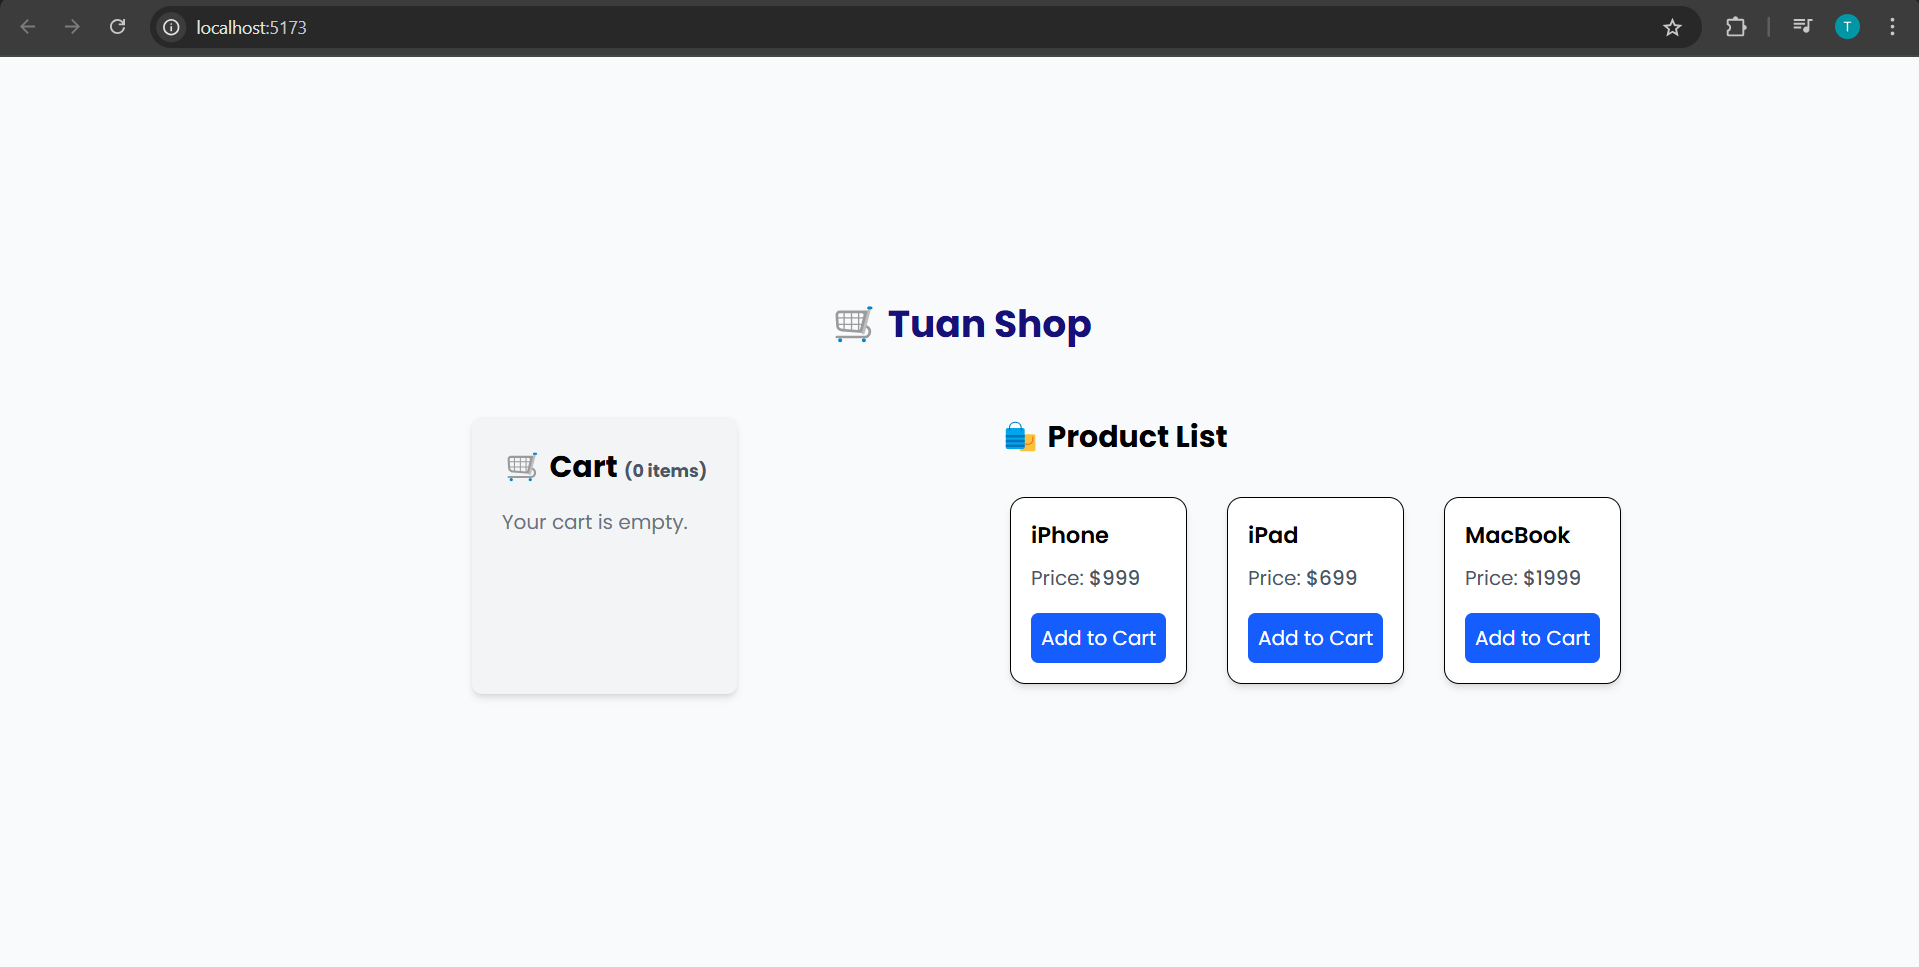 localhost:5173
T
Tuan Shop
Cart (0 items)
Your cart is empty.
Product List
iPhone
Price: $999
Add to Cart
iPad
Price: $699
Add to Cart
MacBook
Price: $1999
Add to Cart